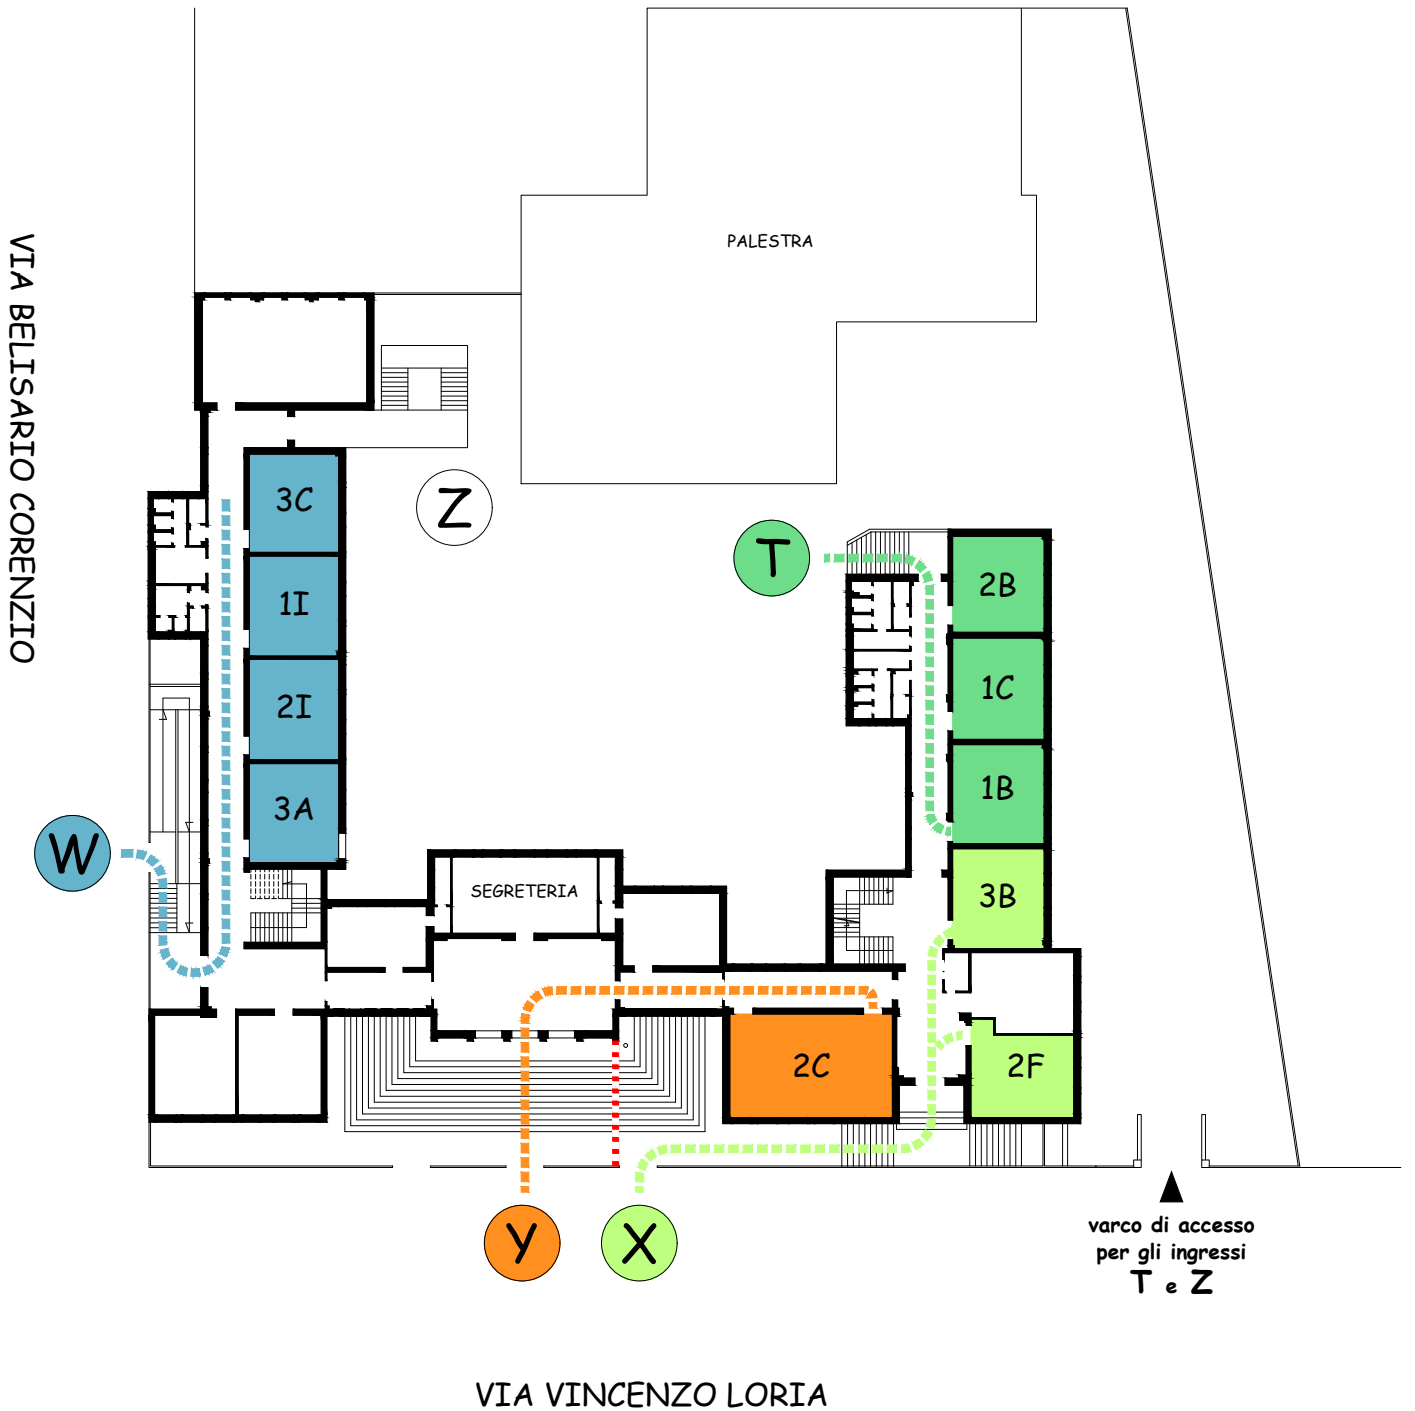 PALESTRA
VIA BELISARIO CORENZIO
3C
Z
1I
T
2B
2I
1C
3A
1B
W
SEGRETERIA
3B
2C
2F
Y
X
varco di accesso
per gli ingressi
T e Z
VIA VINCENZO LORIA